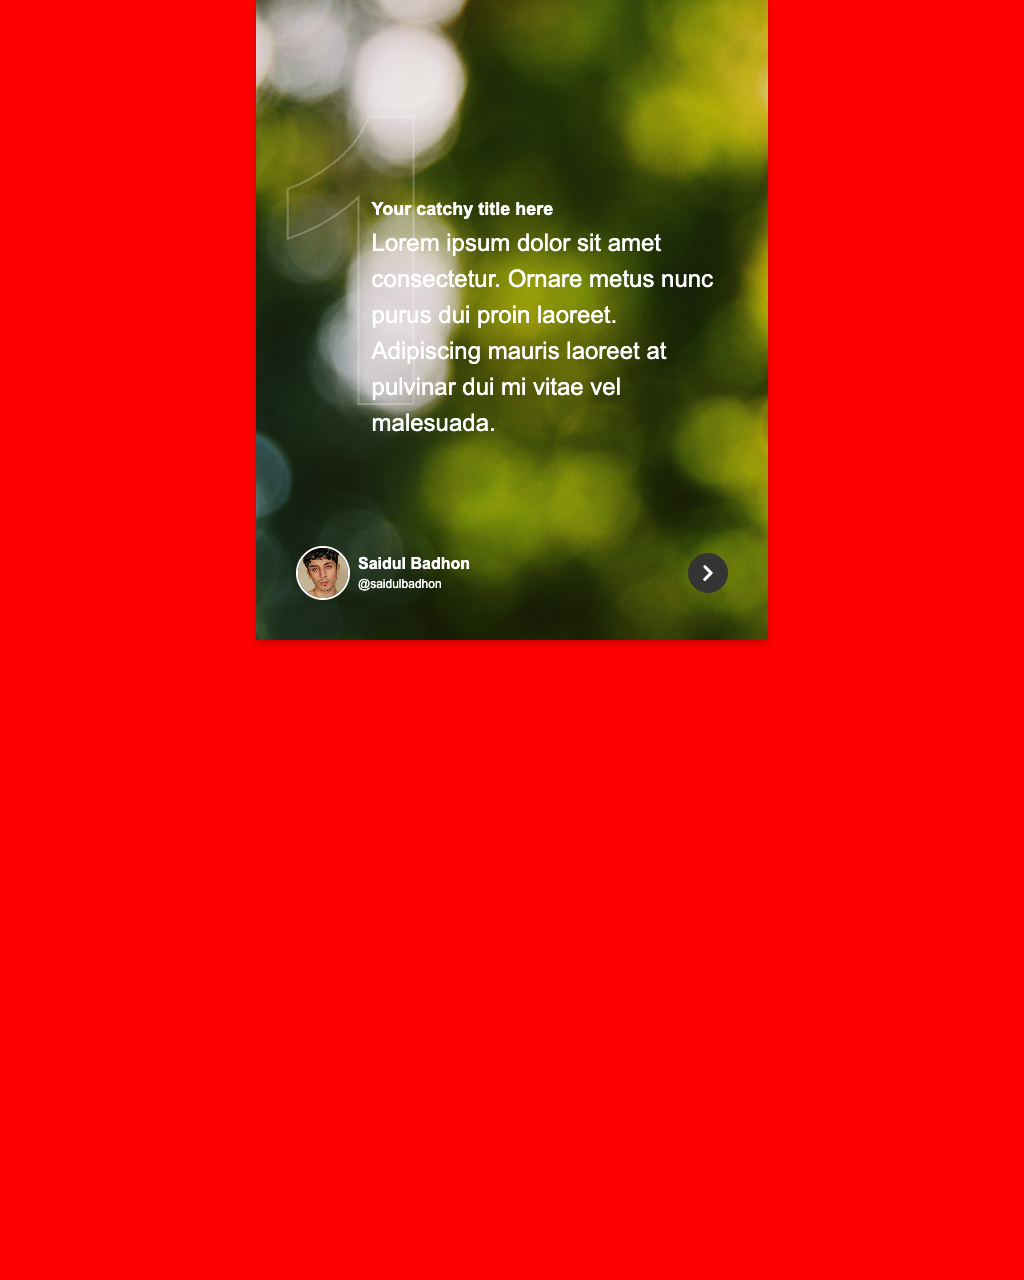 1
Your catchy title here
Lorem ipsum dolor sit amet
consectetur. Ornare metus nunc
purus dui proin laoreet.
Adipiscing mauris laoreet at
pulvinar dui mi vitae vel
malesuada.
Saidul Badhon
@saidulbadhon